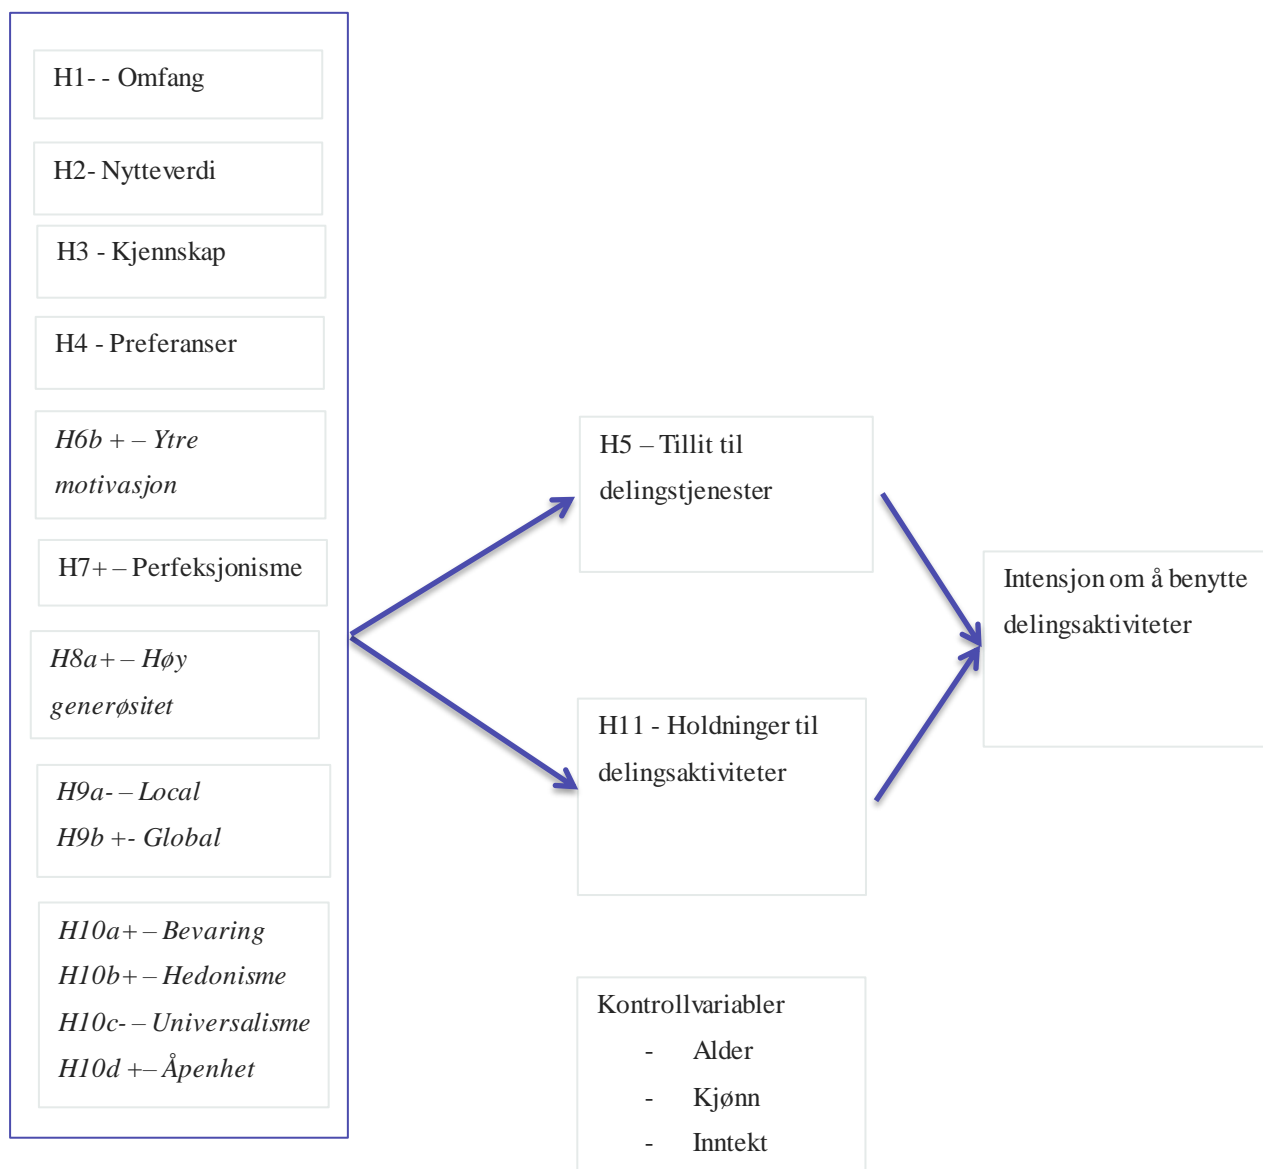 H1- - Omfang
H2- Nytteverdi
H3 - Kjennskap
H4 - Preferanser
H6b + – Ytre
motivasjon
H7+ – Perfeksjonisme
H8a+ – Høy
generøsitet
H9a- – Local
H9b +- Global
H10a+ – Bevaring
H10b+ – Hedonisme
H10c- – Universalisme
H10d +– Åpenhet
H5 – Tillit til
delingstjenester
H11 - Holdninger til
delingsaktiviteter
Kontrollvariabler
- Alder
- Kjønn
- Inntekt
Intensjon om å benytte
delingsaktiviteter